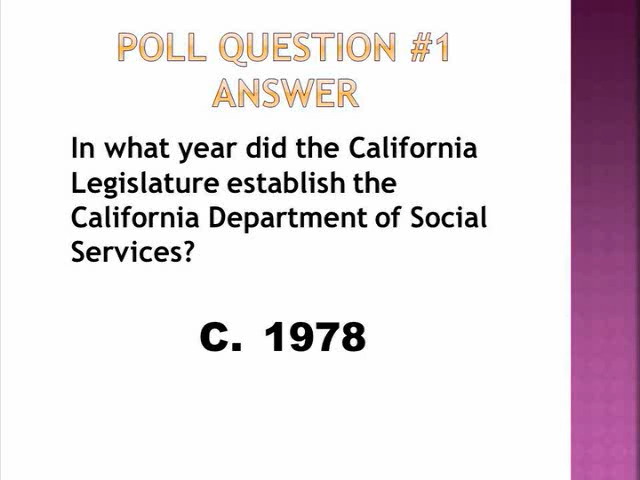 POLL QUESTION #1
ANSWER
In what year did the California
Legislature establish the
California Department of Social
Services?
C. 1978